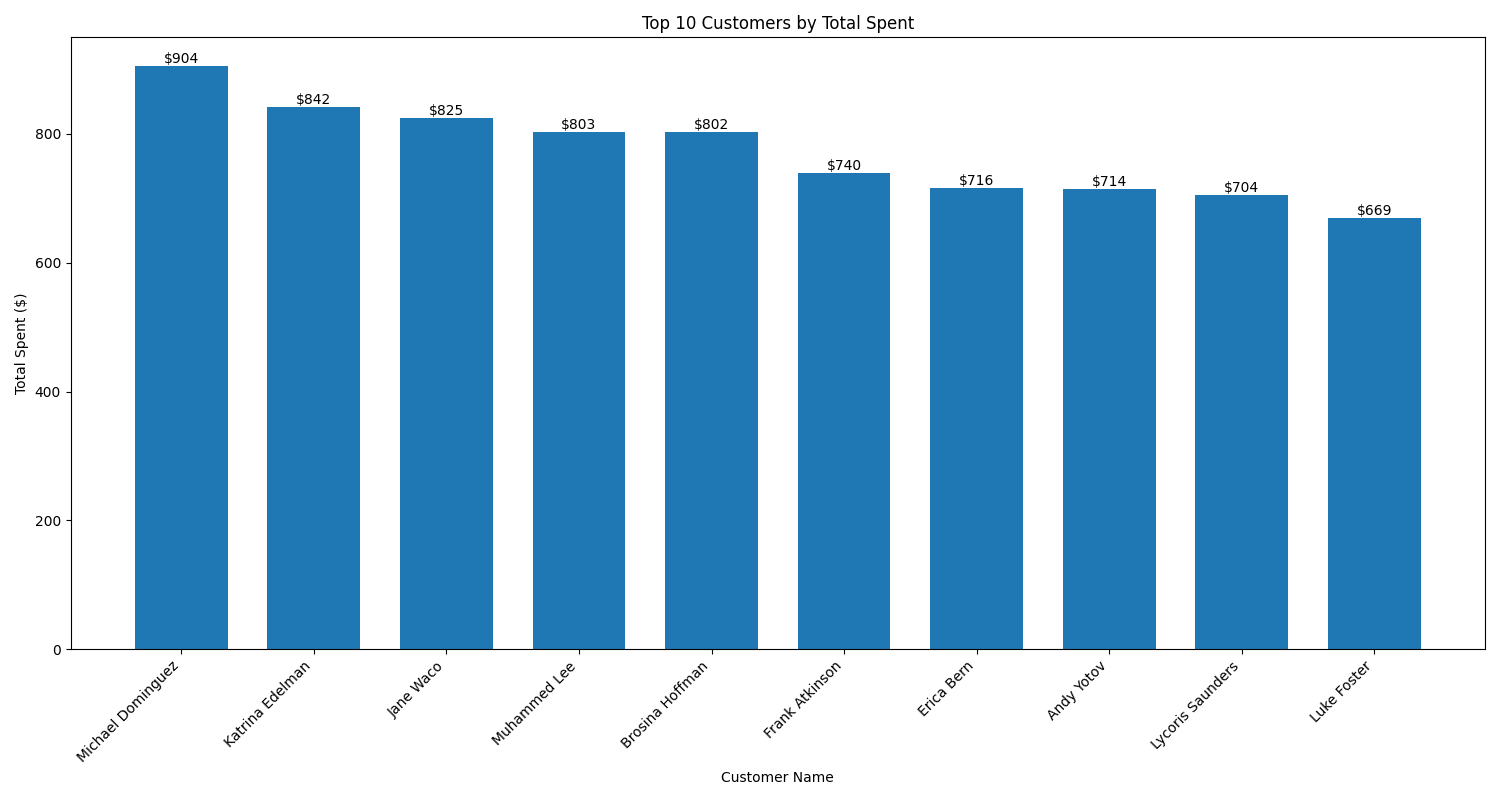 Top 10 Customers by Total Spent
$904
$842
$825
$803
$802
$740
$716
$714
$704
$669
800
600
400
200
0
Total Spent ($)
Michael Dominguez
Katrina Edelman
Jane Waco
Muhammed Lee
Brosina Hoffman
Frank Atkinson
Erica Bern
Andy Yotov
Lycoris Saunders
Luke Foster
Customer Name